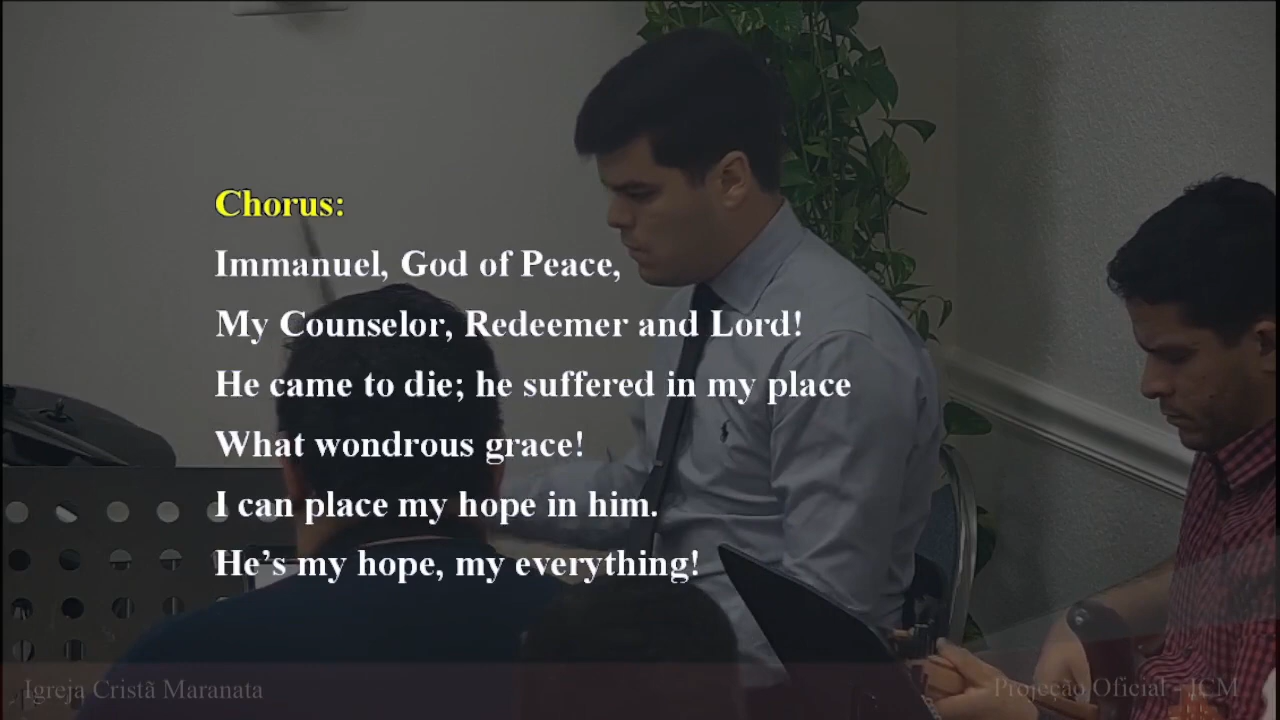 Chorus:
Immanuel, God of Peace,
My Counselor, Redeemer and Lord!
He came to die; he suffered in my place
What wondrous grace!
I can place my hope in him.
He’s my hope, my everything!
Igreja Cristã Maranata
Projeção Oficial - ICM